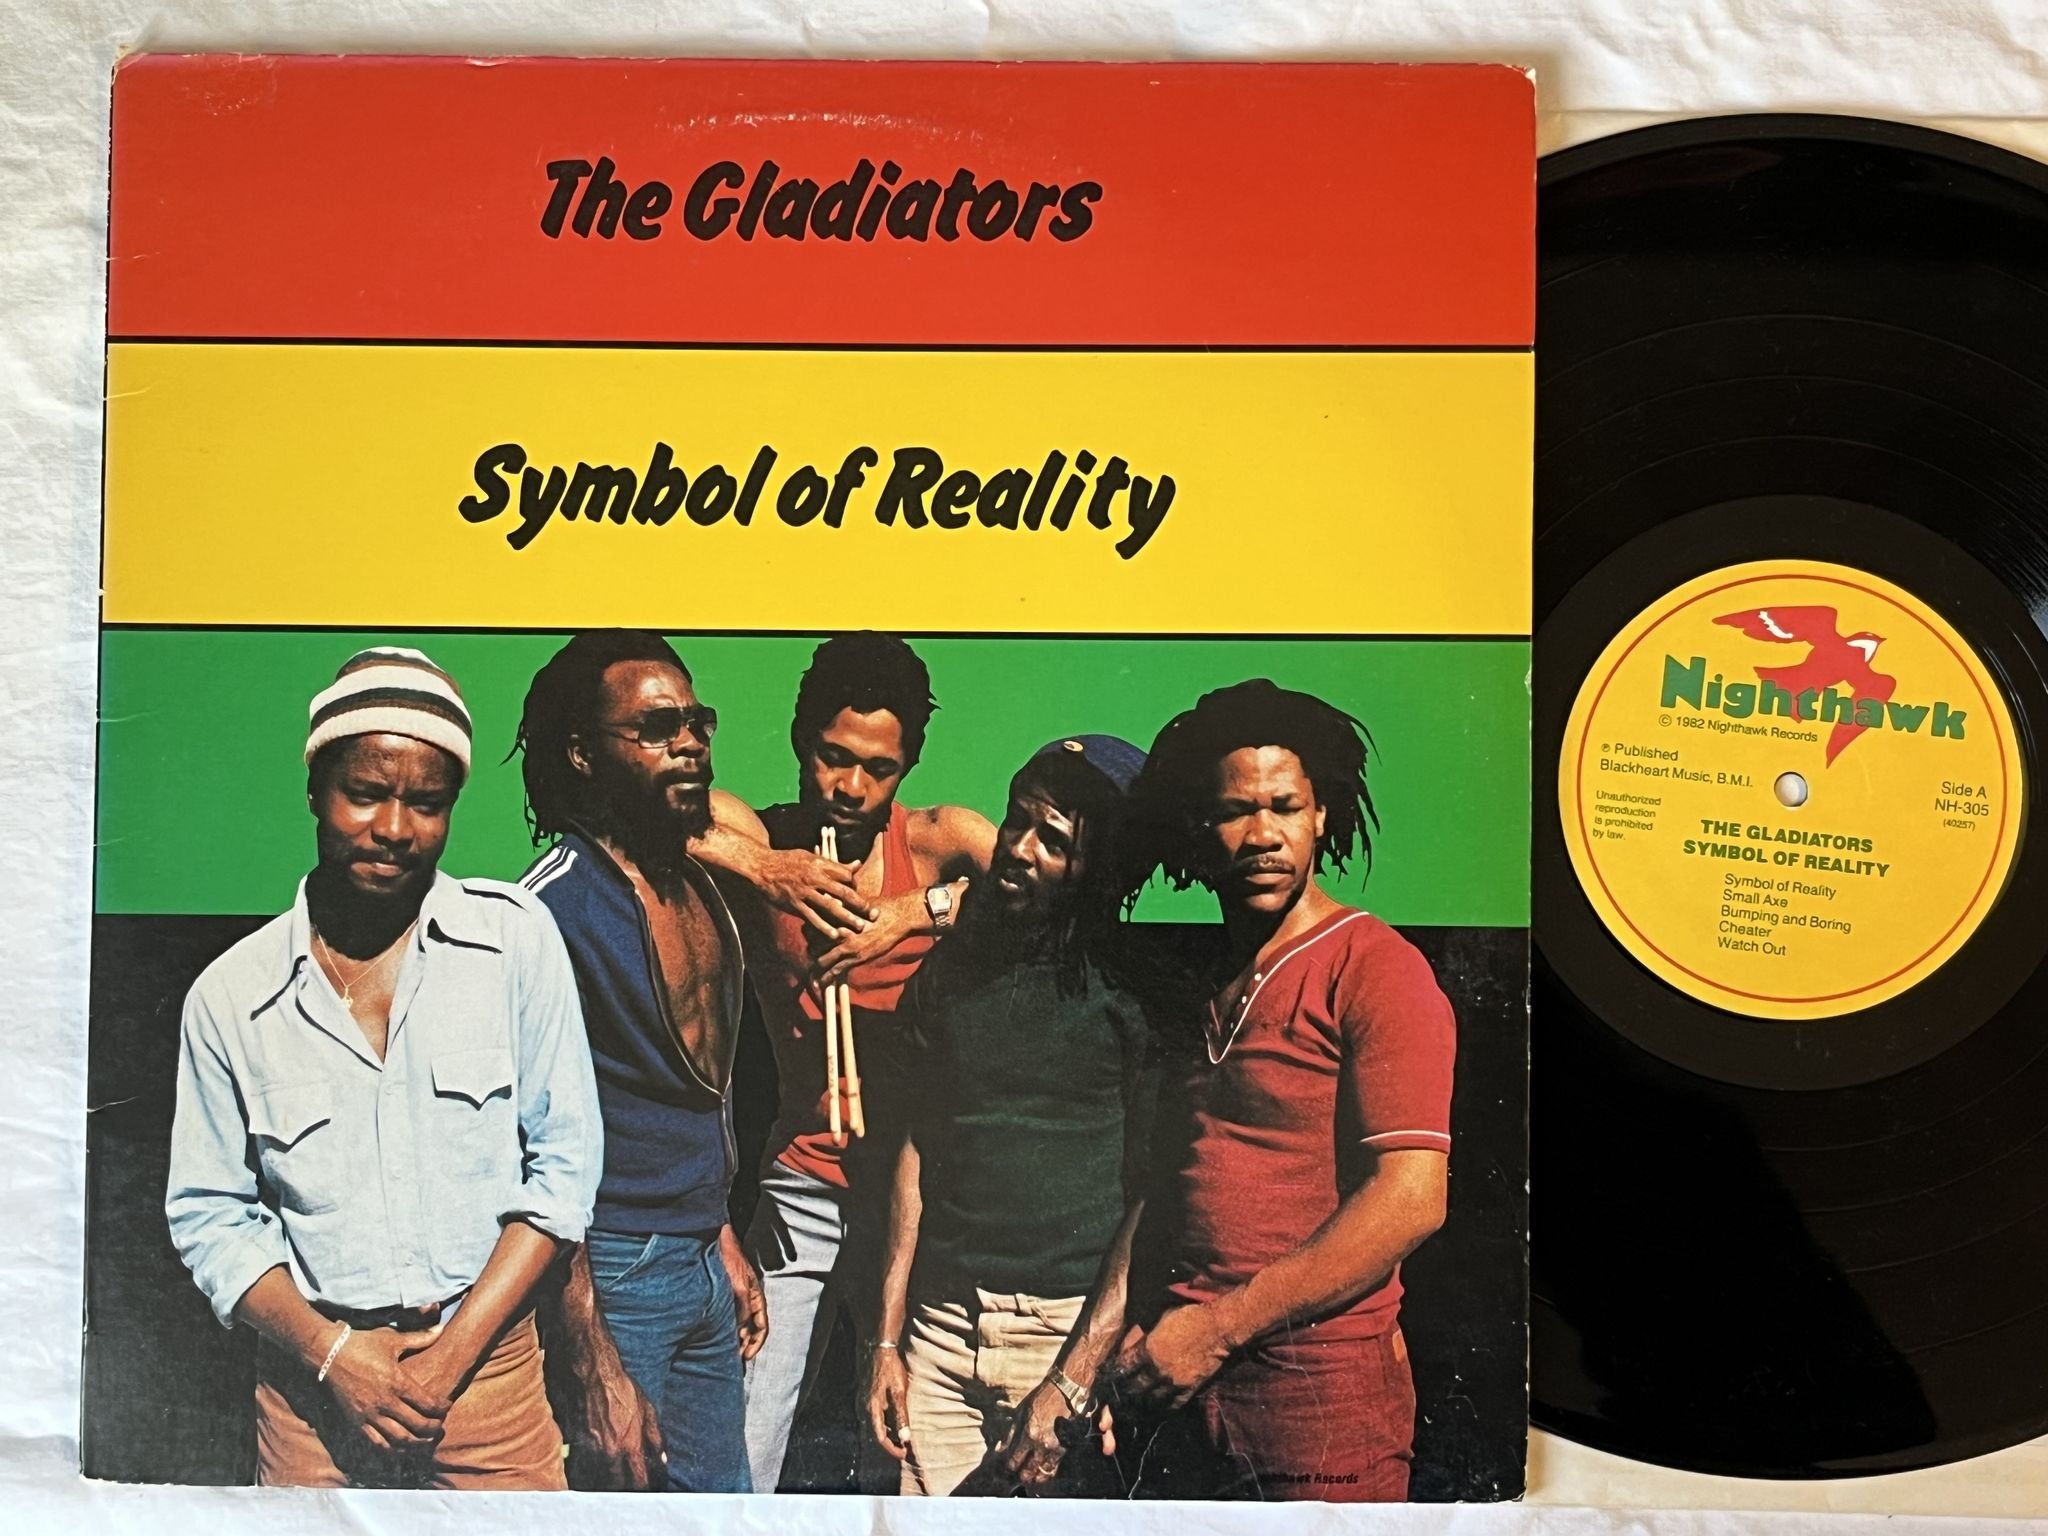 The Gladiators
Symbol of Reality
Nighthawk Records
Nighthawk
© 1982 Nighthawk Records
℗ Published
Blackheart Music, B.M.I.
Side A
NH-305
(40257)
Unauthorized
reproduction
is prohibited
by law.
THE GLADIATORS
SYMBOL OF REALITY
Symbol of Reality
Small Axe
Bumping and Boring
Cheater
Watch Out